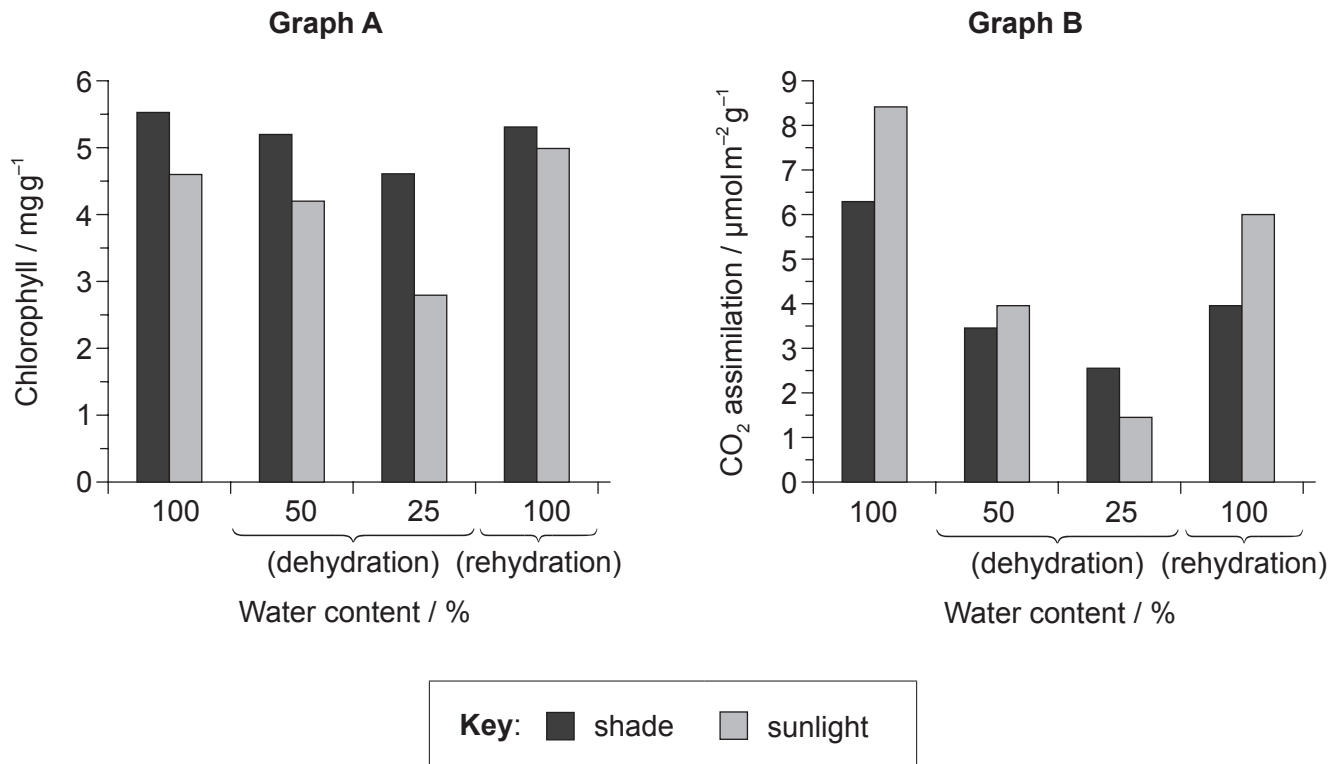 Graph A
Chlorophyll / mg g–1
6
5
4
3
2
1
0
100 50 25 100
(dehydration) (rehydration)
Water content / %
Graph B
CO2 assimilation / µmol m–2 g–1
9
8
7
6
5
4
3
2
1
0
100 50 25 100
(dehydration) (rehydration)
Water content / %
Key: shade sunlight